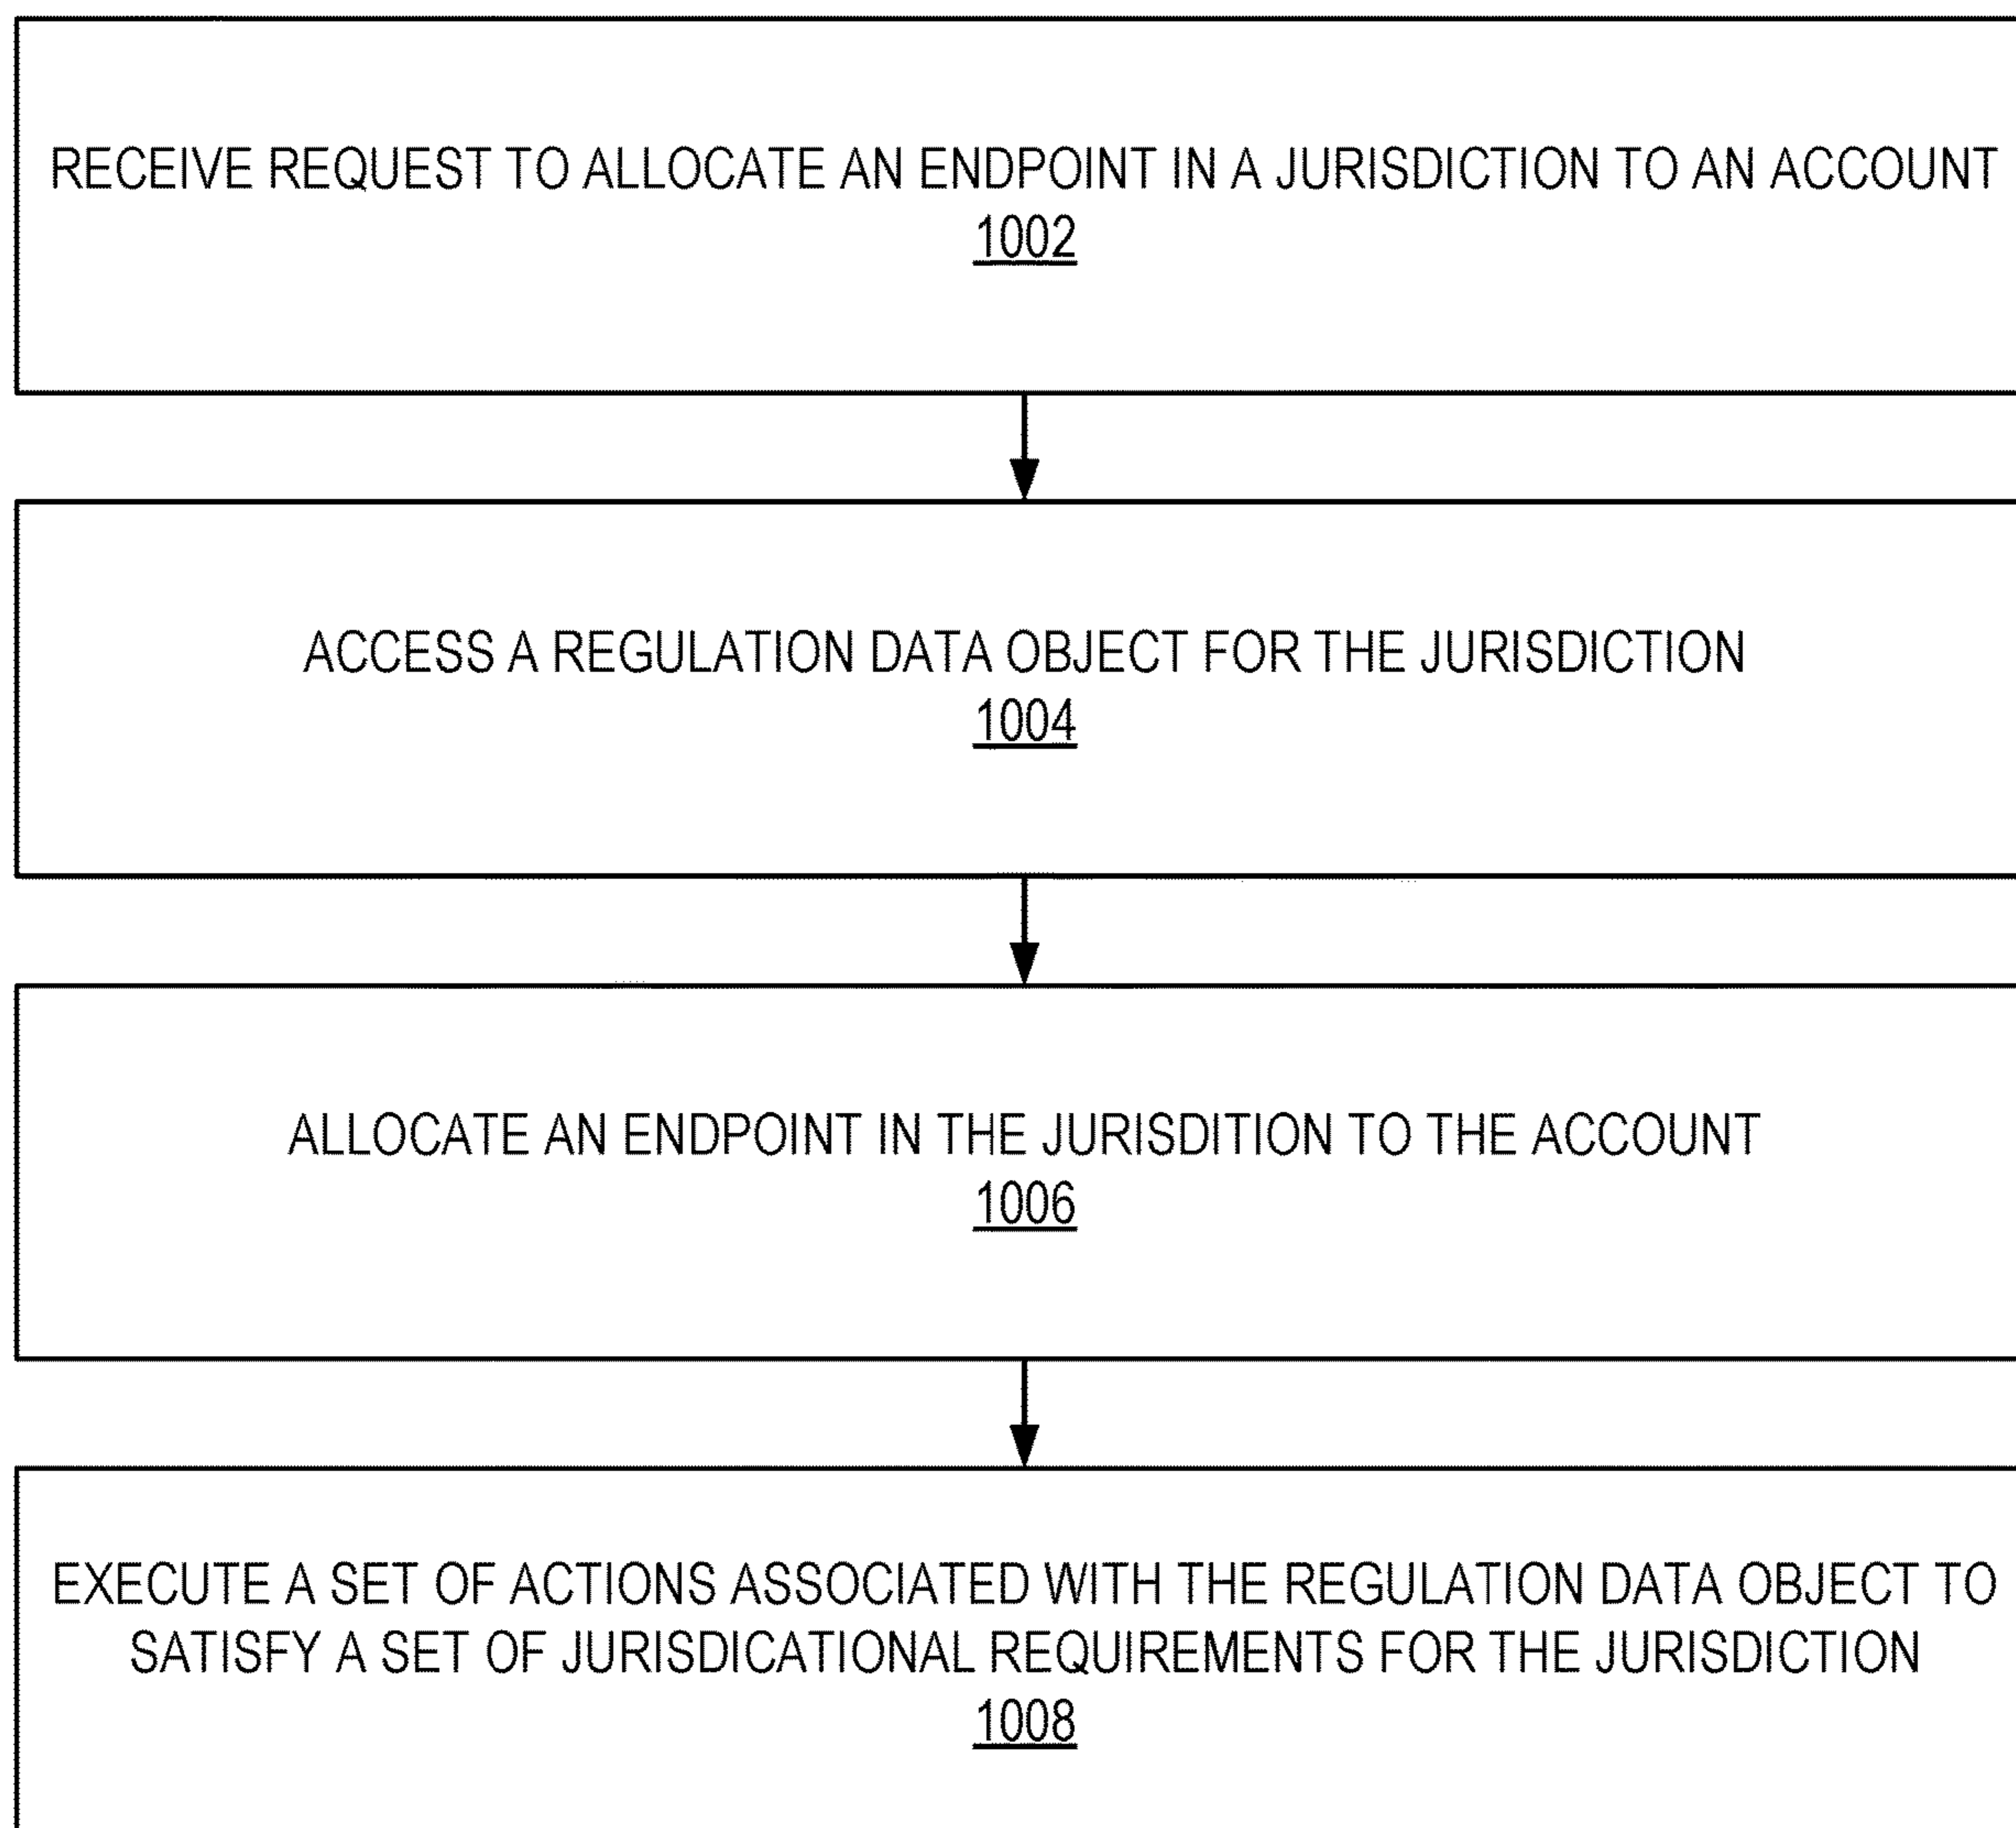 RECEIVE REQUEST TO ALLOCATE AN ENDPOINT IN A JURISDICTION TO AN ACCOUNT
1002
ACCESS A REGULATION DATA OBJECT FOR THE JURISDICTION
1004
ALLOCATE AN ENDPOINT IN THE JURISDITION TO THE ACCOUNT
1006
EXECUTE A SET OF ACTIONS ASSOCIATED WITH THE REGULATION DATA OBJECT TO
SATISFY A SET OF JURISDICATIONAL REQUIREMENTS FOR THE JURISDICTION
1008